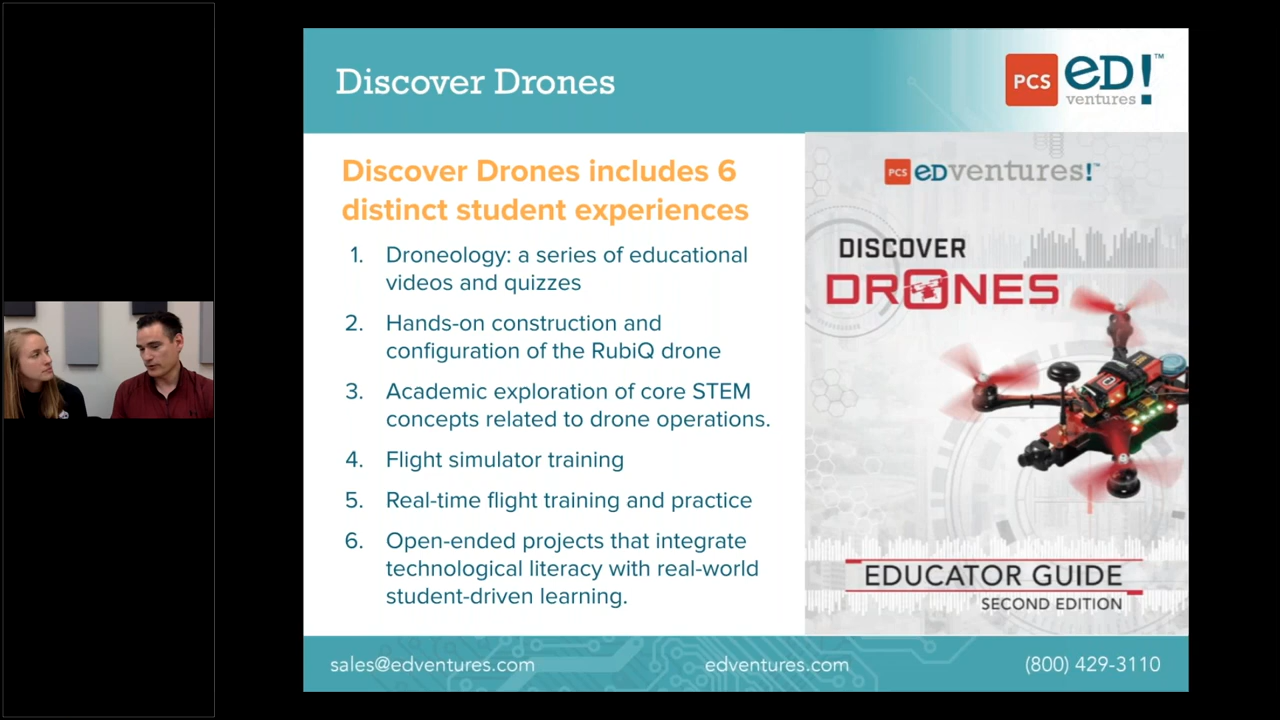 Discover Drones
PCS
eD!™
ventures
Discover Drones includes 6
distinct student experiences
1. Droneology: a series of educational
videos and quizzes
2. Hands-on construction and
configuration of the RubiQ drone
3. Academic exploration of core STEM
concepts related to drone operations.
4. Flight simulator training
5. Real-time flight training and practice
6. Open-ended projects that integrate
technological literacy with real-world
student-driven learning.
PCS eDventures!™
DISCOVER
DRONES
EDUCATOR GUIDE
SECOND EDITION
sales@edventures.com
edventures.com
(800) 429-3110